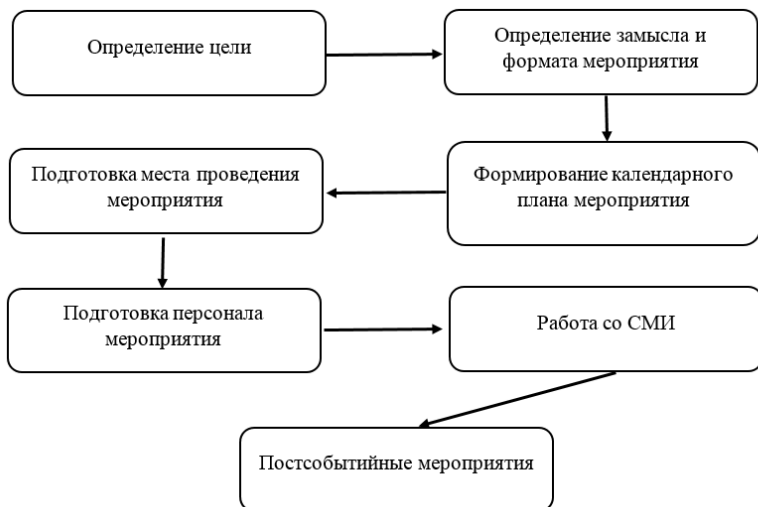 Определение цели
Определение замысла и
формата мероприятия
Формирование календарного
плана мероприятия
Подготовка места проведения
мероприятия
Подготовка персонала
мероприятия
Работа со СМИ
Постсобытийные мероприятия